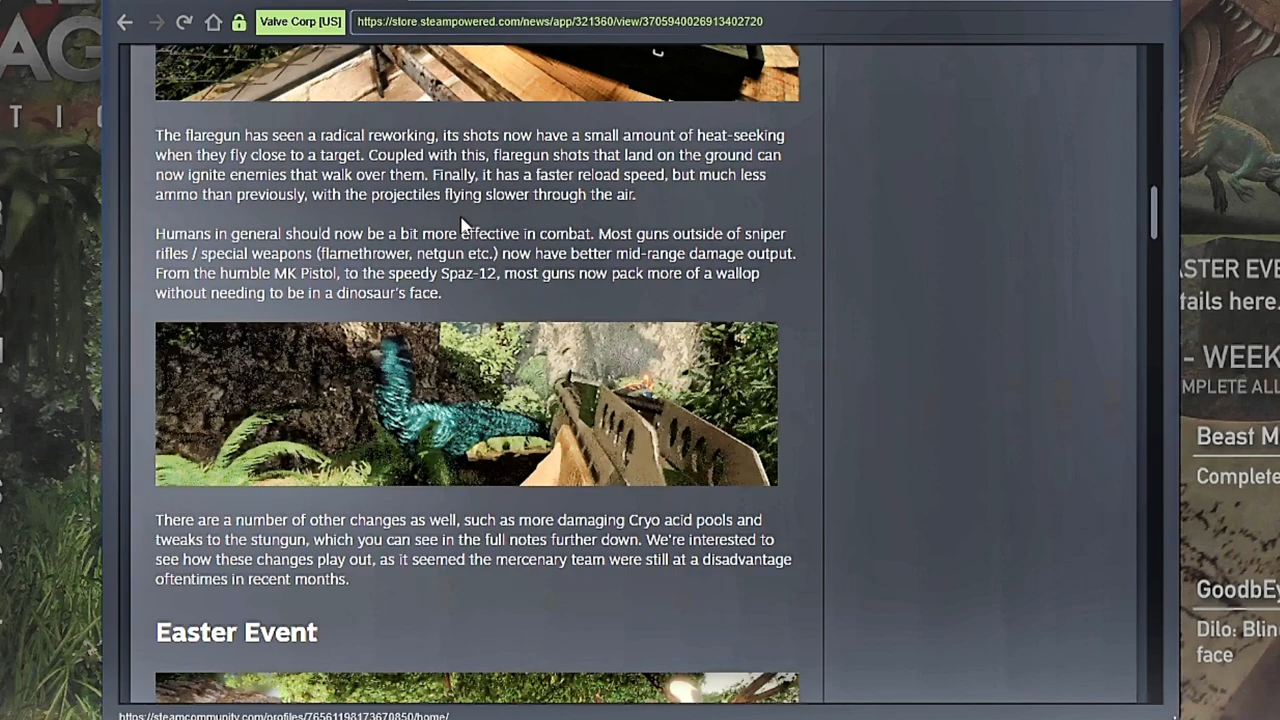 Valve Corp [US]
https://store.steampowered.com/news/app/321360/view/3705940026913402720
AG
TI
The flaregun has seen a radical reworking, its shots now have a small amount of heat-seeking
when they fly close to a target. Coupled with this, flaregun shots that land on the ground can
now ignite enemies that walk over them. Finally, it has a faster reload speed, but much less
ammo than previously, with the projectiles flying slower through the air.
Humans in general should now be a bit more effective in combat. Most guns outside of sniper
rifles / special weapons (flamethrower, netgun etc.) now have better mid-range damage output.
From the humble MK Pistol, to the speedy Spaz-12, most guns now pack more of a wallop
without needing to be in a dinosaur's face.
There are a number of other changes as well, such as more damaging Cryo acid pools and
tweaks to the stungun, which you can see in the full notes further down. We're interested to
see how these changes play out, as it seemed the mercenary team were still at a disadvantage
oftentimes in recent months.
Easter Event
ASTER EVE
tails here.
- WEEK
MPLETE ALL
Beast M
Complete
GoodbEy
Dilo: Blin
face
https://steamcommunity.com/profiles/76561198173670850/home/